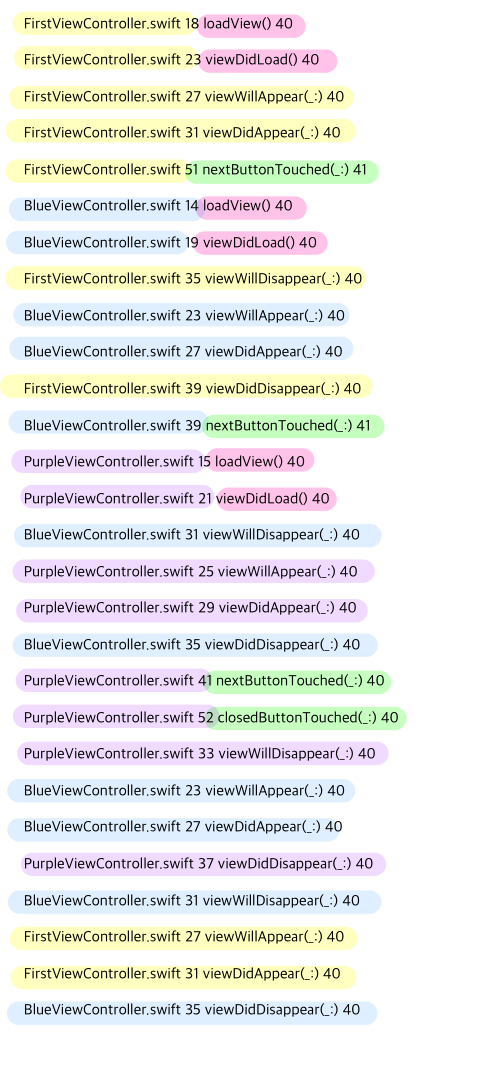 FirstViewController.swift 18 loadView() 40
FirstViewController.swift 23 viewDidLoad() 40
FirstViewController.swift 27 viewWillAppear(_:) 40
FirstViewController.swift 31 viewDidAppear(_:) 40
FirstViewController.swift 51 nextButtonTouched(_:) 41
BlueViewController.swift 14 loadView() 40
BlueViewController.swift 19 viewDidLoad() 40
FirstViewController.swift 35 viewWillDisappear(_:) 40
BlueViewController.swift 23 viewWillAppear(_:) 40
BlueViewController.swift 27 viewDidAppear(_:) 40
FirstViewController.swift 39 viewDidDisappear(_:) 40
BlueViewController.swift 39 nextButtonTouched(_:) 41
PurpleViewController.swift 15 loadView() 40
PurpleViewController.swift 21 viewDidLoad() 40
BlueViewController.swift 31 viewWillDisappear(_:) 40
PurpleViewController.swift 25 viewWillAppear(_:) 40
PurpleViewController.swift 29 viewDidAppear(_:) 40
BlueViewController.swift 35 viewDidDisappear(_:) 40
PurpleViewController.swift 41 nextButtonTouched(_:) 40
PurpleViewController.swift 52 closedButtonTouched(_:) 40
PurpleViewController.swift 33 viewWillDisappear(_:) 40
BlueViewController.swift 23 viewWillAppear(_:) 40
BlueViewController.swift 27 viewDidAppear(_:) 40
PurpleViewController.swift 37 viewDidDisappear(_:) 40
BlueViewController.swift 31 viewWillDisappear(_:) 40
FirstViewController.swift 27 viewWillAppear(_:) 40
FirstViewController.swift 31 viewDidAppear(_:) 40
BlueViewController.swift 35 viewDidDisappear(_:) 40